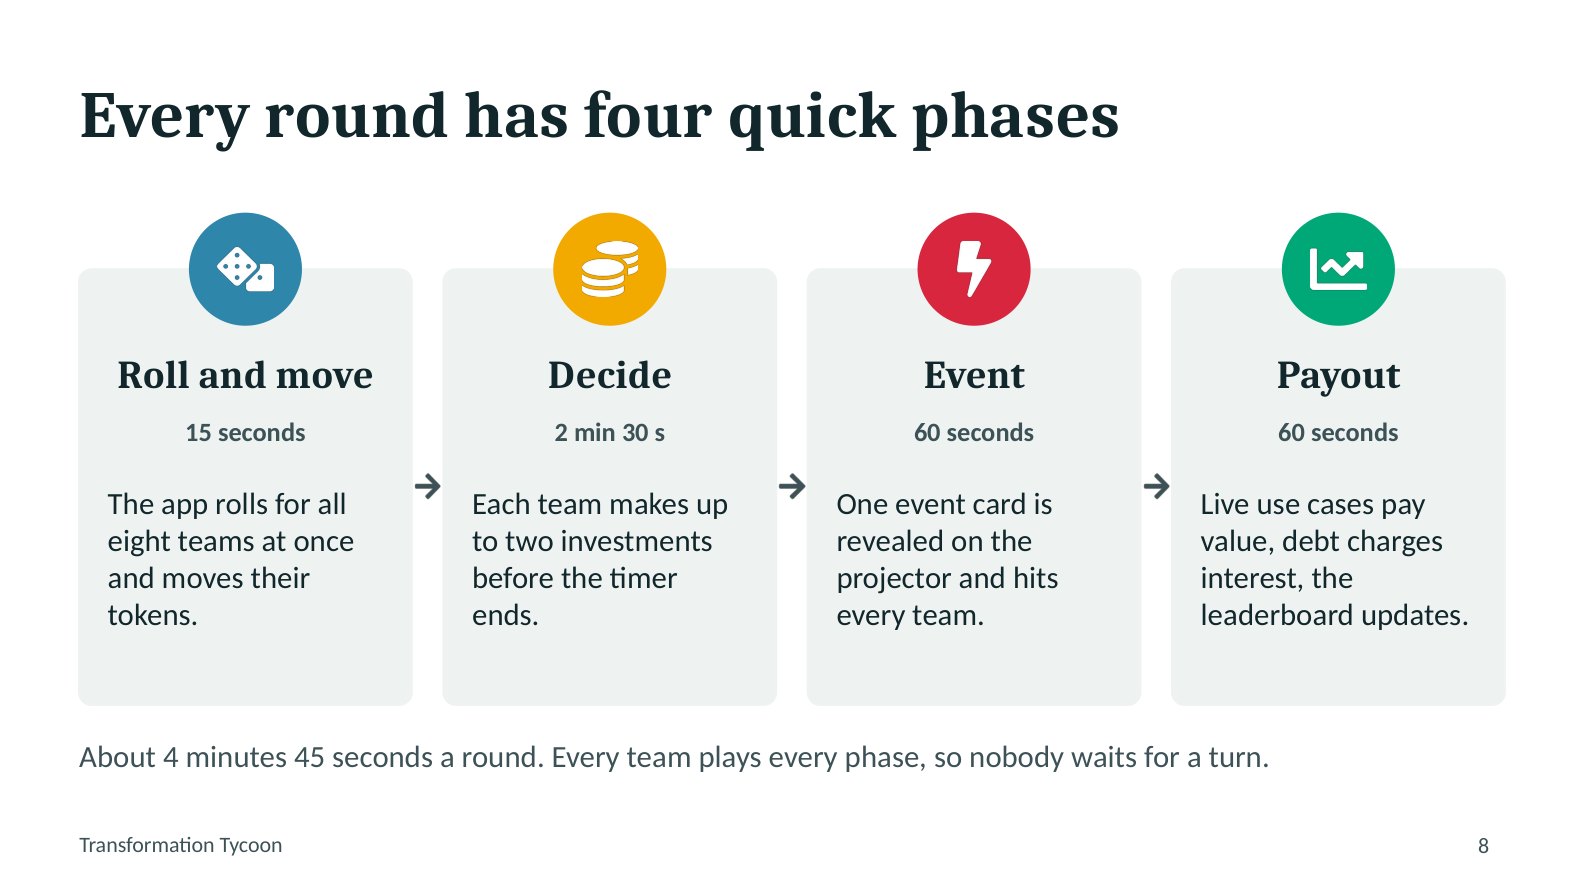 Every round has four quick phases
Roll and move
15 seconds
The app rolls for all
eight teams at once
and moves their
tokens.
Decide
2 min 30 s
Each team makes up
to two investments
before the timer
ends.
Event
60 seconds
One event card is
revealed on the
projector and hits
every team.
Payout
60 seconds
Live use cases pay
value, debt charges
interest, the
leaderboard updates.
About 4 minutes 45 seconds a round. Every team plays every phase, so nobody waits for a turn.
Transformation Tycoon
8